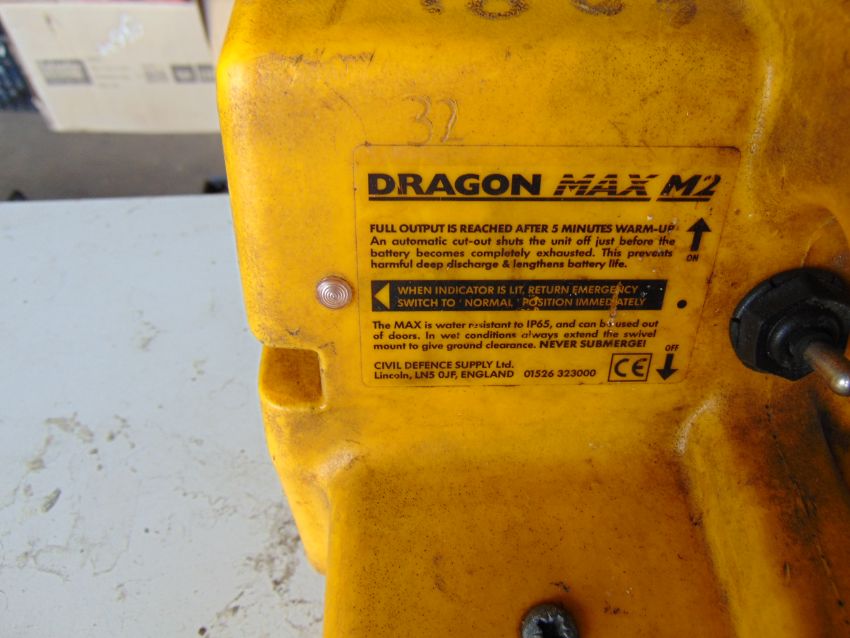 32
DRAGON MAX M2
FULL OUTPUT IS REACHED AFTER 5 MINUTES WARM-UP
An automatic cut-out shuts the unit off just before the
battery becomes completely exhausted. This prevents
harmful deep discharge & lengthens battery life.
ON
WHEN INDICATOR IS LIT, RETURN EMERGENCY
SWITCH TO 'NORMAL' POSITION IMMEDIATELY
The MAX is water resistant to IP65, and can be used out
of doors. In wet conditions always extend the swivel
mount to give ground clearance. NEVER SUBMERGE!
OFF
CIVIL DEFENCE SUPPLY Ltd.
Lincoln, LN5 0JF, ENGLAND 01526 323000
CE